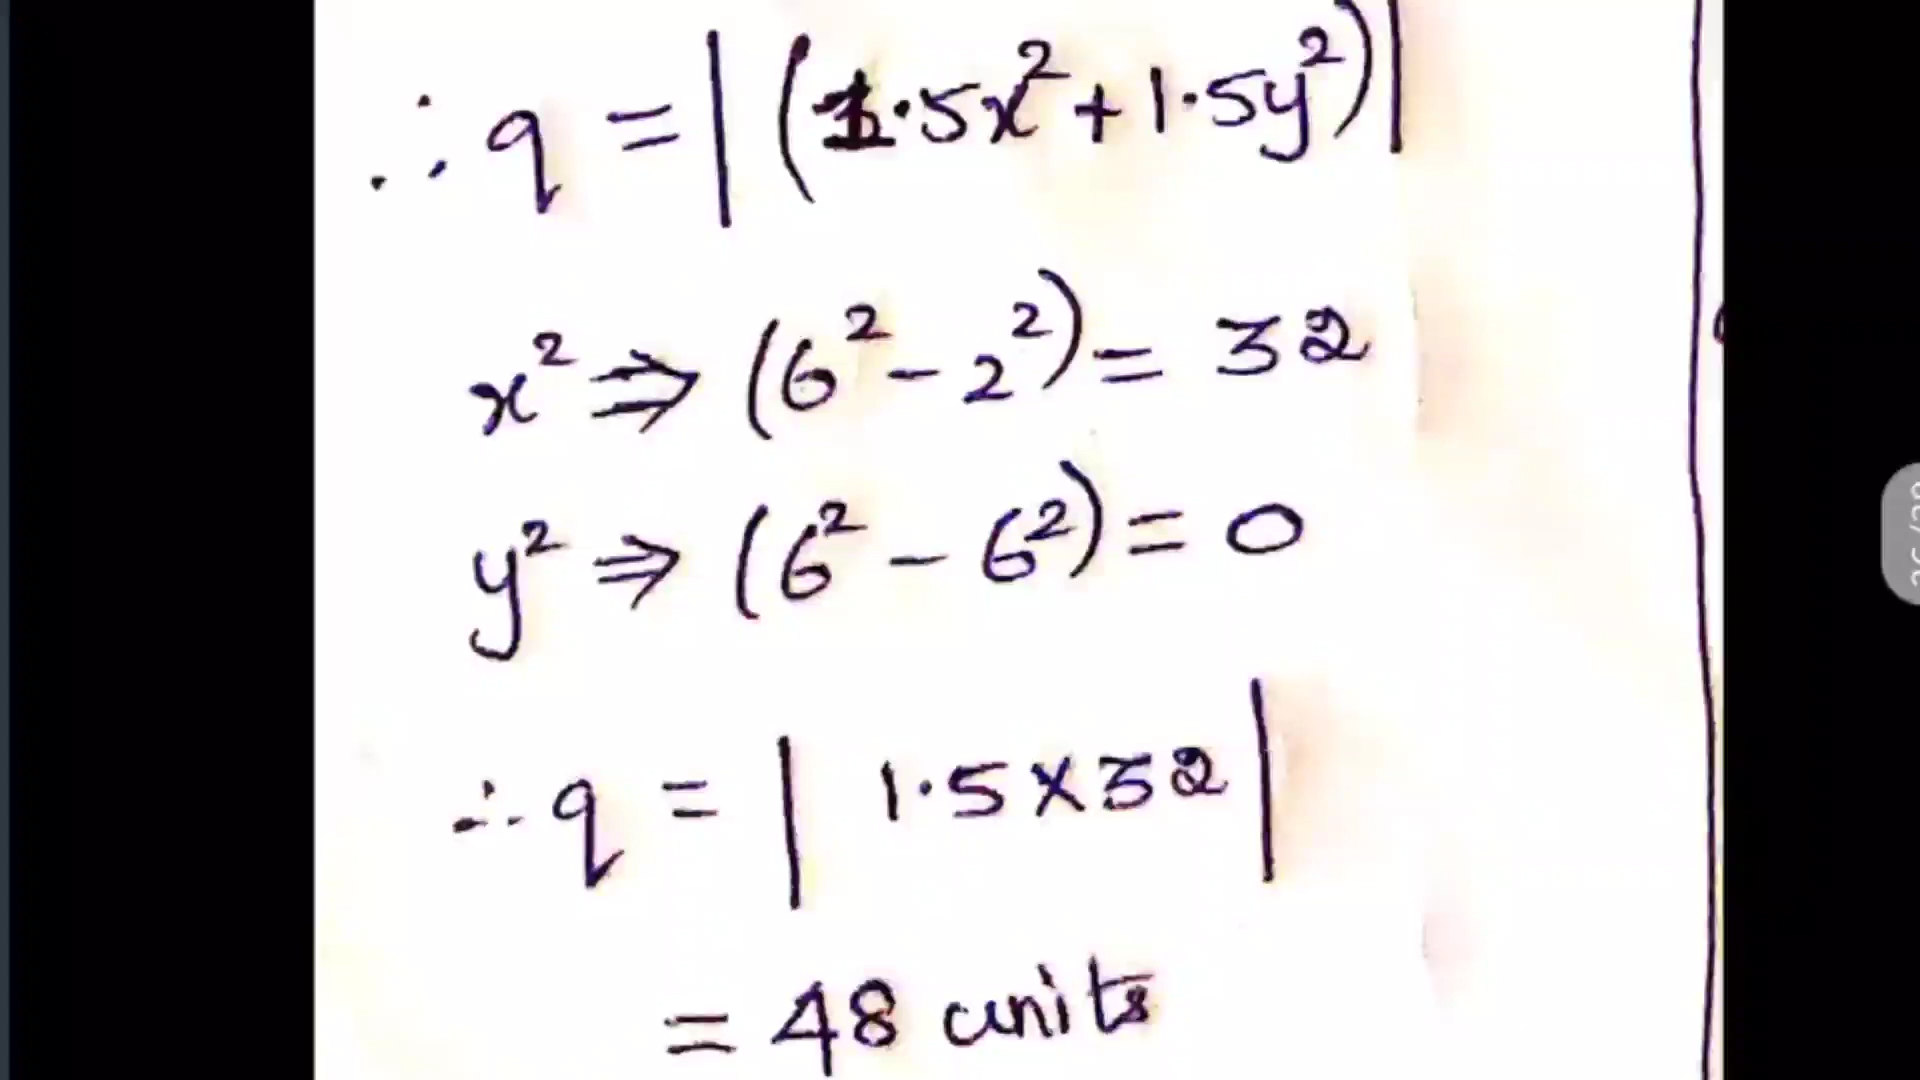 ∴ q = |(1.5x² + 1.5y²)|
x² ⇒ (6² - 2²) = 32
y² ⇒ (6² - 6²) = 0
∴ q = | 1.5 × 32 |
= 48 units